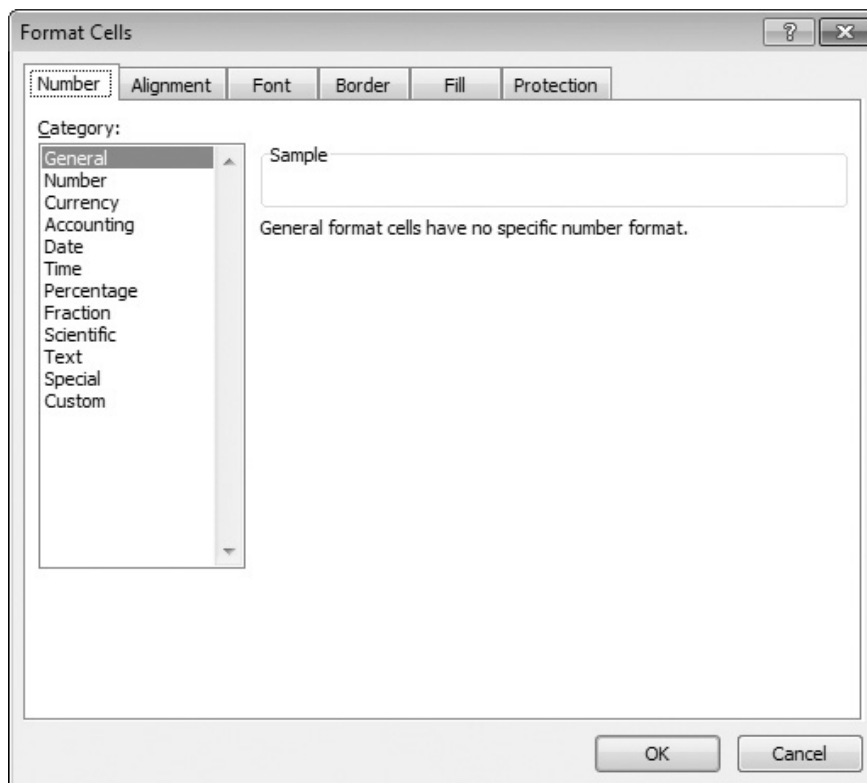 Format Cells
Number Alignment Font Border Fill Protection
Category:
General
Number
Currency
Accounting
Date
Time
Percentage
Fraction
Scientific
Text
Special
Custom
Sample
General format cells have no specific number format.
OK Cancel